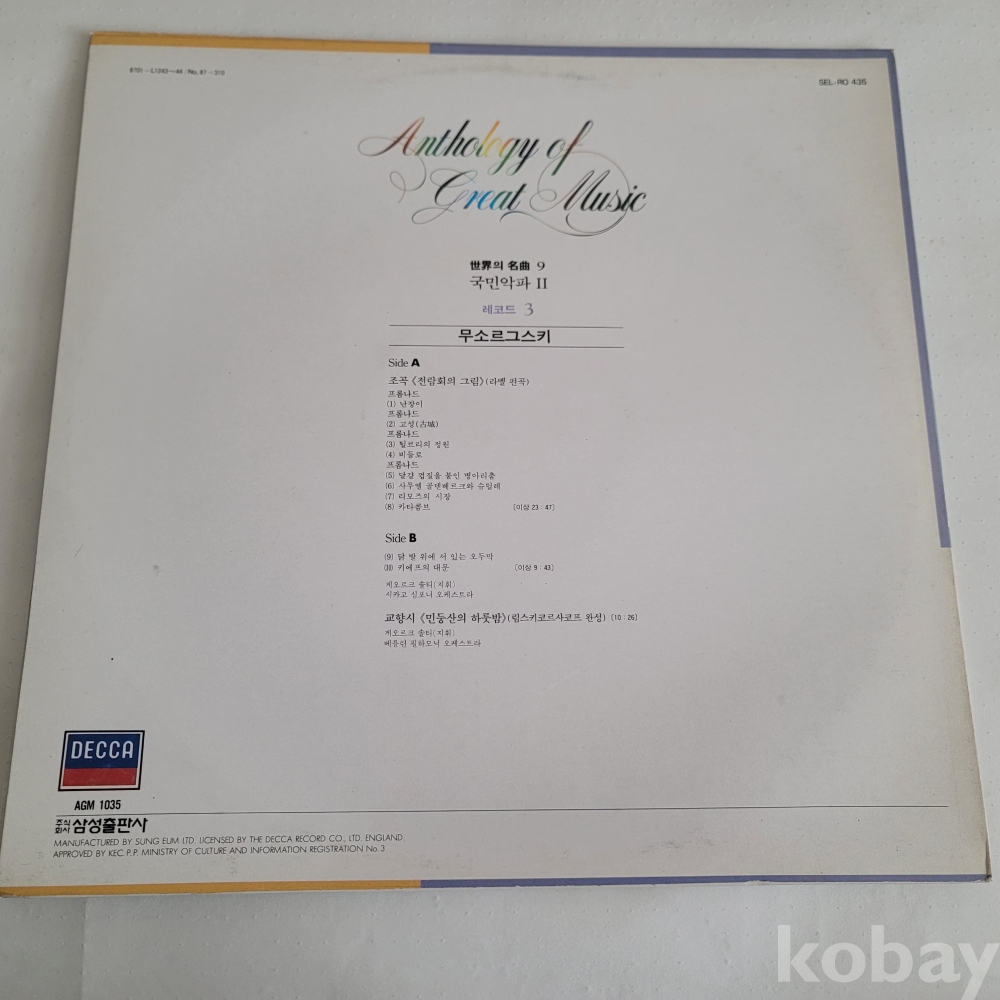 8701-L1243~44 /No. 87-310
SEL-RO 435
Anthology of
Great Music
世界의 名曲 9
국민악파 II
레코드 3
무소르그스키
Side A
조곡《전람회의 그림》(라벨 편곡)
프롬나드
(1) 난장이
프롬나드
(2) 고성(古城)
프롬나드
(3) 튈르리의 정원
(4) 비들로
프롬나드
(5) 달걀 껍질을 붙인 병아리춤
(6) 사무엘 골덴베르크와 슈밀레
(7) 리모즈의 시장
(8) 카타콤브 [이상 23:47]
Side B
(9) 닭 발 위에 서 있는 오두막
(10) 키에프의 대문 [이상 9:43]
게오르크 솔티(지휘)
시카고 심포니 오케스트라
교향시《민둥산의 하룻밤》(림스키코르사코프 완성) [10:26]
게오르크 솔티(지휘)
베를린 필하모닉 오케스트라
DECCA
AGM 1035
주식회사 삼성출판사
MANUFACTURED BY SUNG EUM LTD. LICENSED BY THE DECCA RECORD CO., LTD. ENGLAND.
APPROVED BY KEC. P.P. MINISTRY OF CULTURE AND INFORMATION REGISTRATION No. 3
kobay